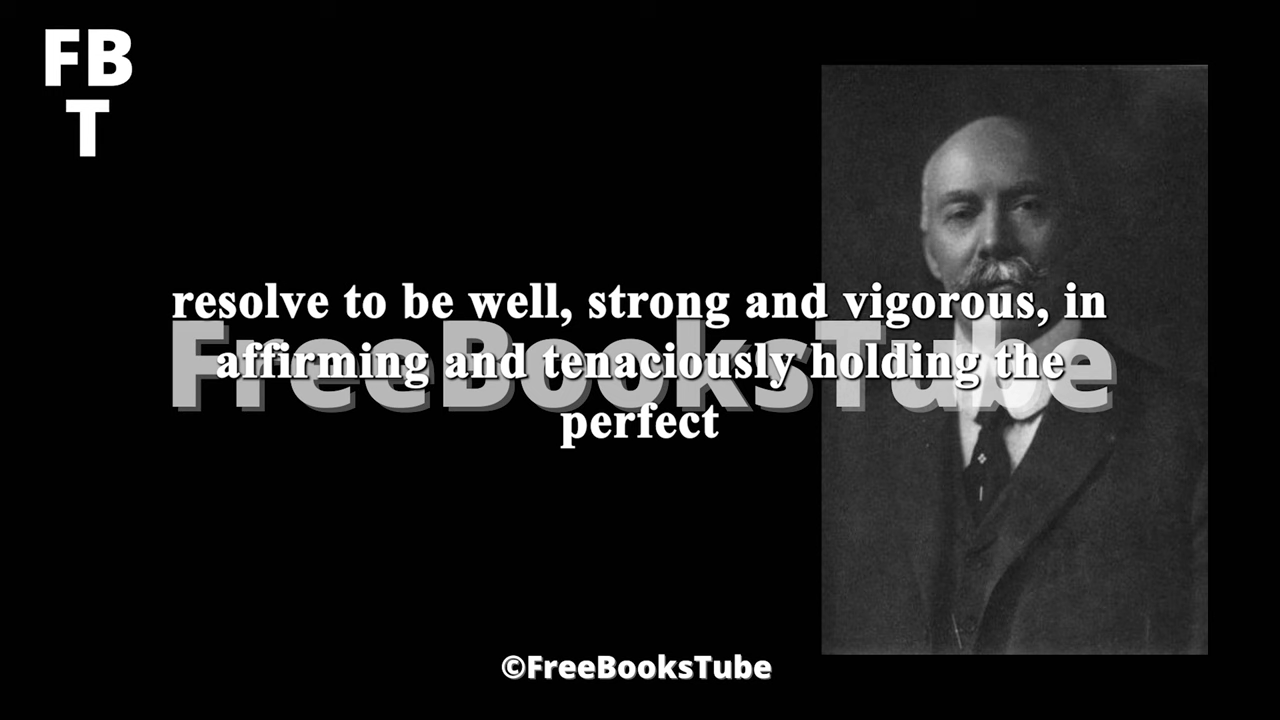 FB
T
resolve to be well, strong and vigorous, in
affirming and tenaciously holding the
perfect
FreeBooksTube
©FreeBooksTube